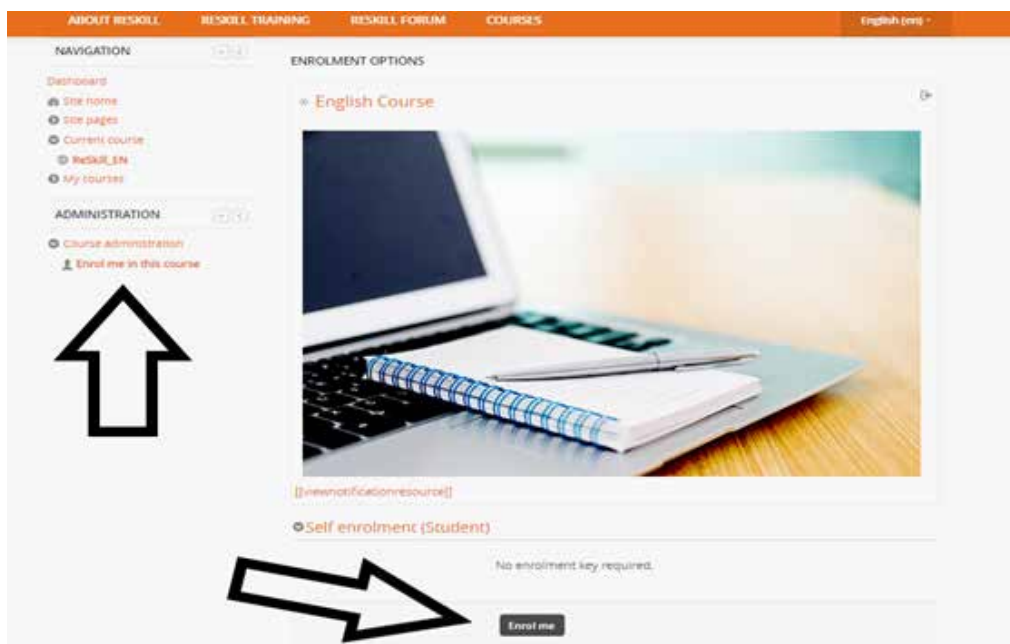 ABOUT RESKILL RESKILL TRAINING RESKILL FORUM COURSES English (en)
NAVIGATION
Dashboard
Site home
Site pages
Current course
ReSkill_EN
My courses
ADMINISTRATION
Course administration
Enrol me in this course
ENROLMENT OPTIONS
English Course
[[viewnotificationresource]]
Self enrolment (Student)
No enrolment key required.
Enrol me